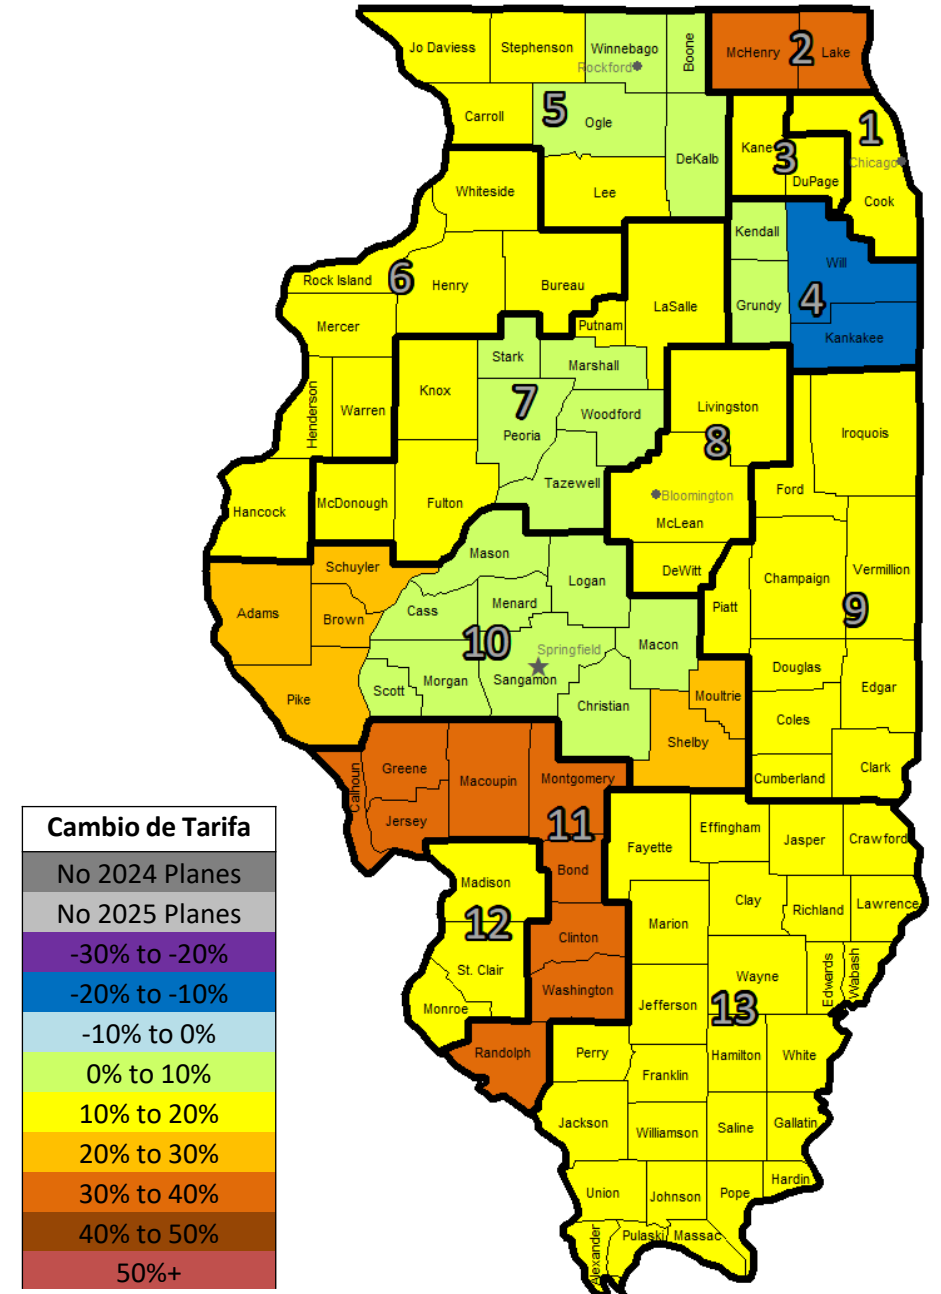 Jo Daviess
Stephenson
Winnebago
Boone
McHenry
2
Lake
Rockford
Carroll
5
Ogle
DeKalb
Kane
3
1
Chicago
DuPage
Cook
Whiteside
Lee
Kendall
Will
Rock Island
6
Henry
Bureau
LaSalle
Grundy
4
Kankakee
Mercer
Putnam
Stark
Marshall
Henderson
Warren
Knox
7
Peoria
Woodford
Livingston
8
Iroquois
Hancock
McDonough
Fulton
Tazewell
Bloomington
McLean
Ford
Schuyler
Mason
Logan
DeWitt
Champaign
Vermillion
Adams
Brown
Cass
Menard
Piatt
9
10
Springfield
Macon
Pike
Scott
Morgan
Sangamon
Christian
Moultrie
Douglas
Edgar
Shelby
Coles
Calhoun
Greene
Macoupin
Montgomery
Cumberland
Clark
Jersey
11
Fayette
Effingham
Jasper
Crawford
Madison
Bond
Clay
Richland
Lawrence
12
Marion
Clinton
St. Clair
Wayne
Edwards
Wabash
Monroe
Washington
Jefferson
13
Randolph
Perry
Franklin
Hamilton
White
Jackson
Williamson
Saline
Gallatin
Union
Johnson
Pope
Hardin
Alexander
Pulaski
Massac
Cambio de Tarifa
No 2024 Planes
No 2025 Planes
-30% to -20%
-20% to -10%
-10% to 0%
0% to 10%
10% to 20%
20% to 30%
30% to 40%
40% to 50%
50%+